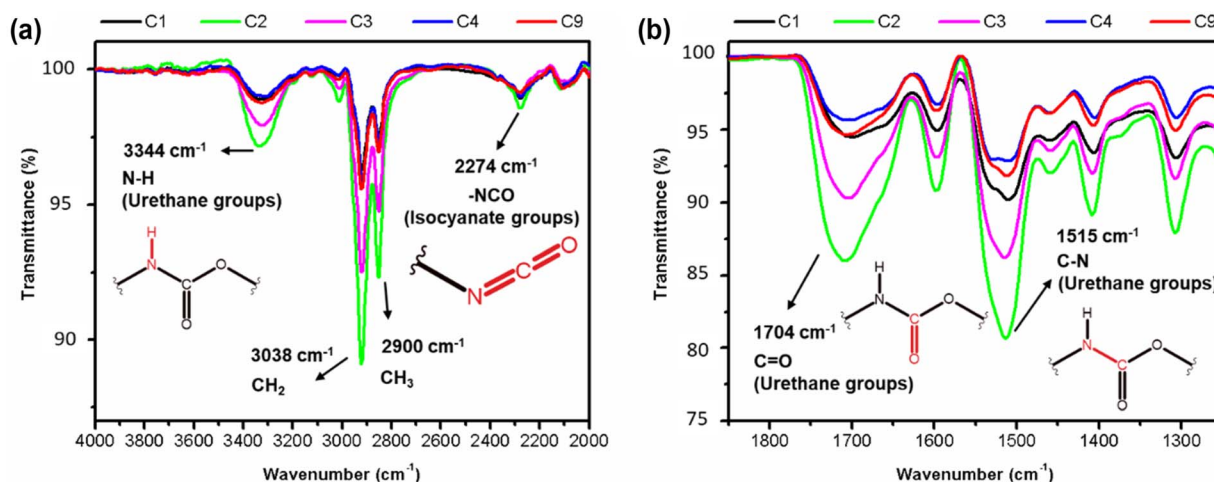 (a)
C1 C2 C3 C4 C9
100
95
90
Transmittance (%)
3344 cm-1
N-H
(Urethane groups)
H
N
C
O
O
2274 cm-1
-NCO
(Isocyanate groups)
N
C
O
3038 cm-1
CH2
2900 cm-1
CH3
4000 3800 3600 3400 3200 3000 2800 2600 2400 2200 2000
Wavenumber (cm-1)
(b)
C1 C2 C3 C4 C9
100
95
90
85
80
75
Transmittance (%)
1704 cm-1
C=O
(Urethane groups)
H
N
C
O
O
1515 cm-1
C-N
(Urethane groups)
H
N
C
O
O
1800 1700 1600 1500 1400 1300
Wavenumber (cm-1)